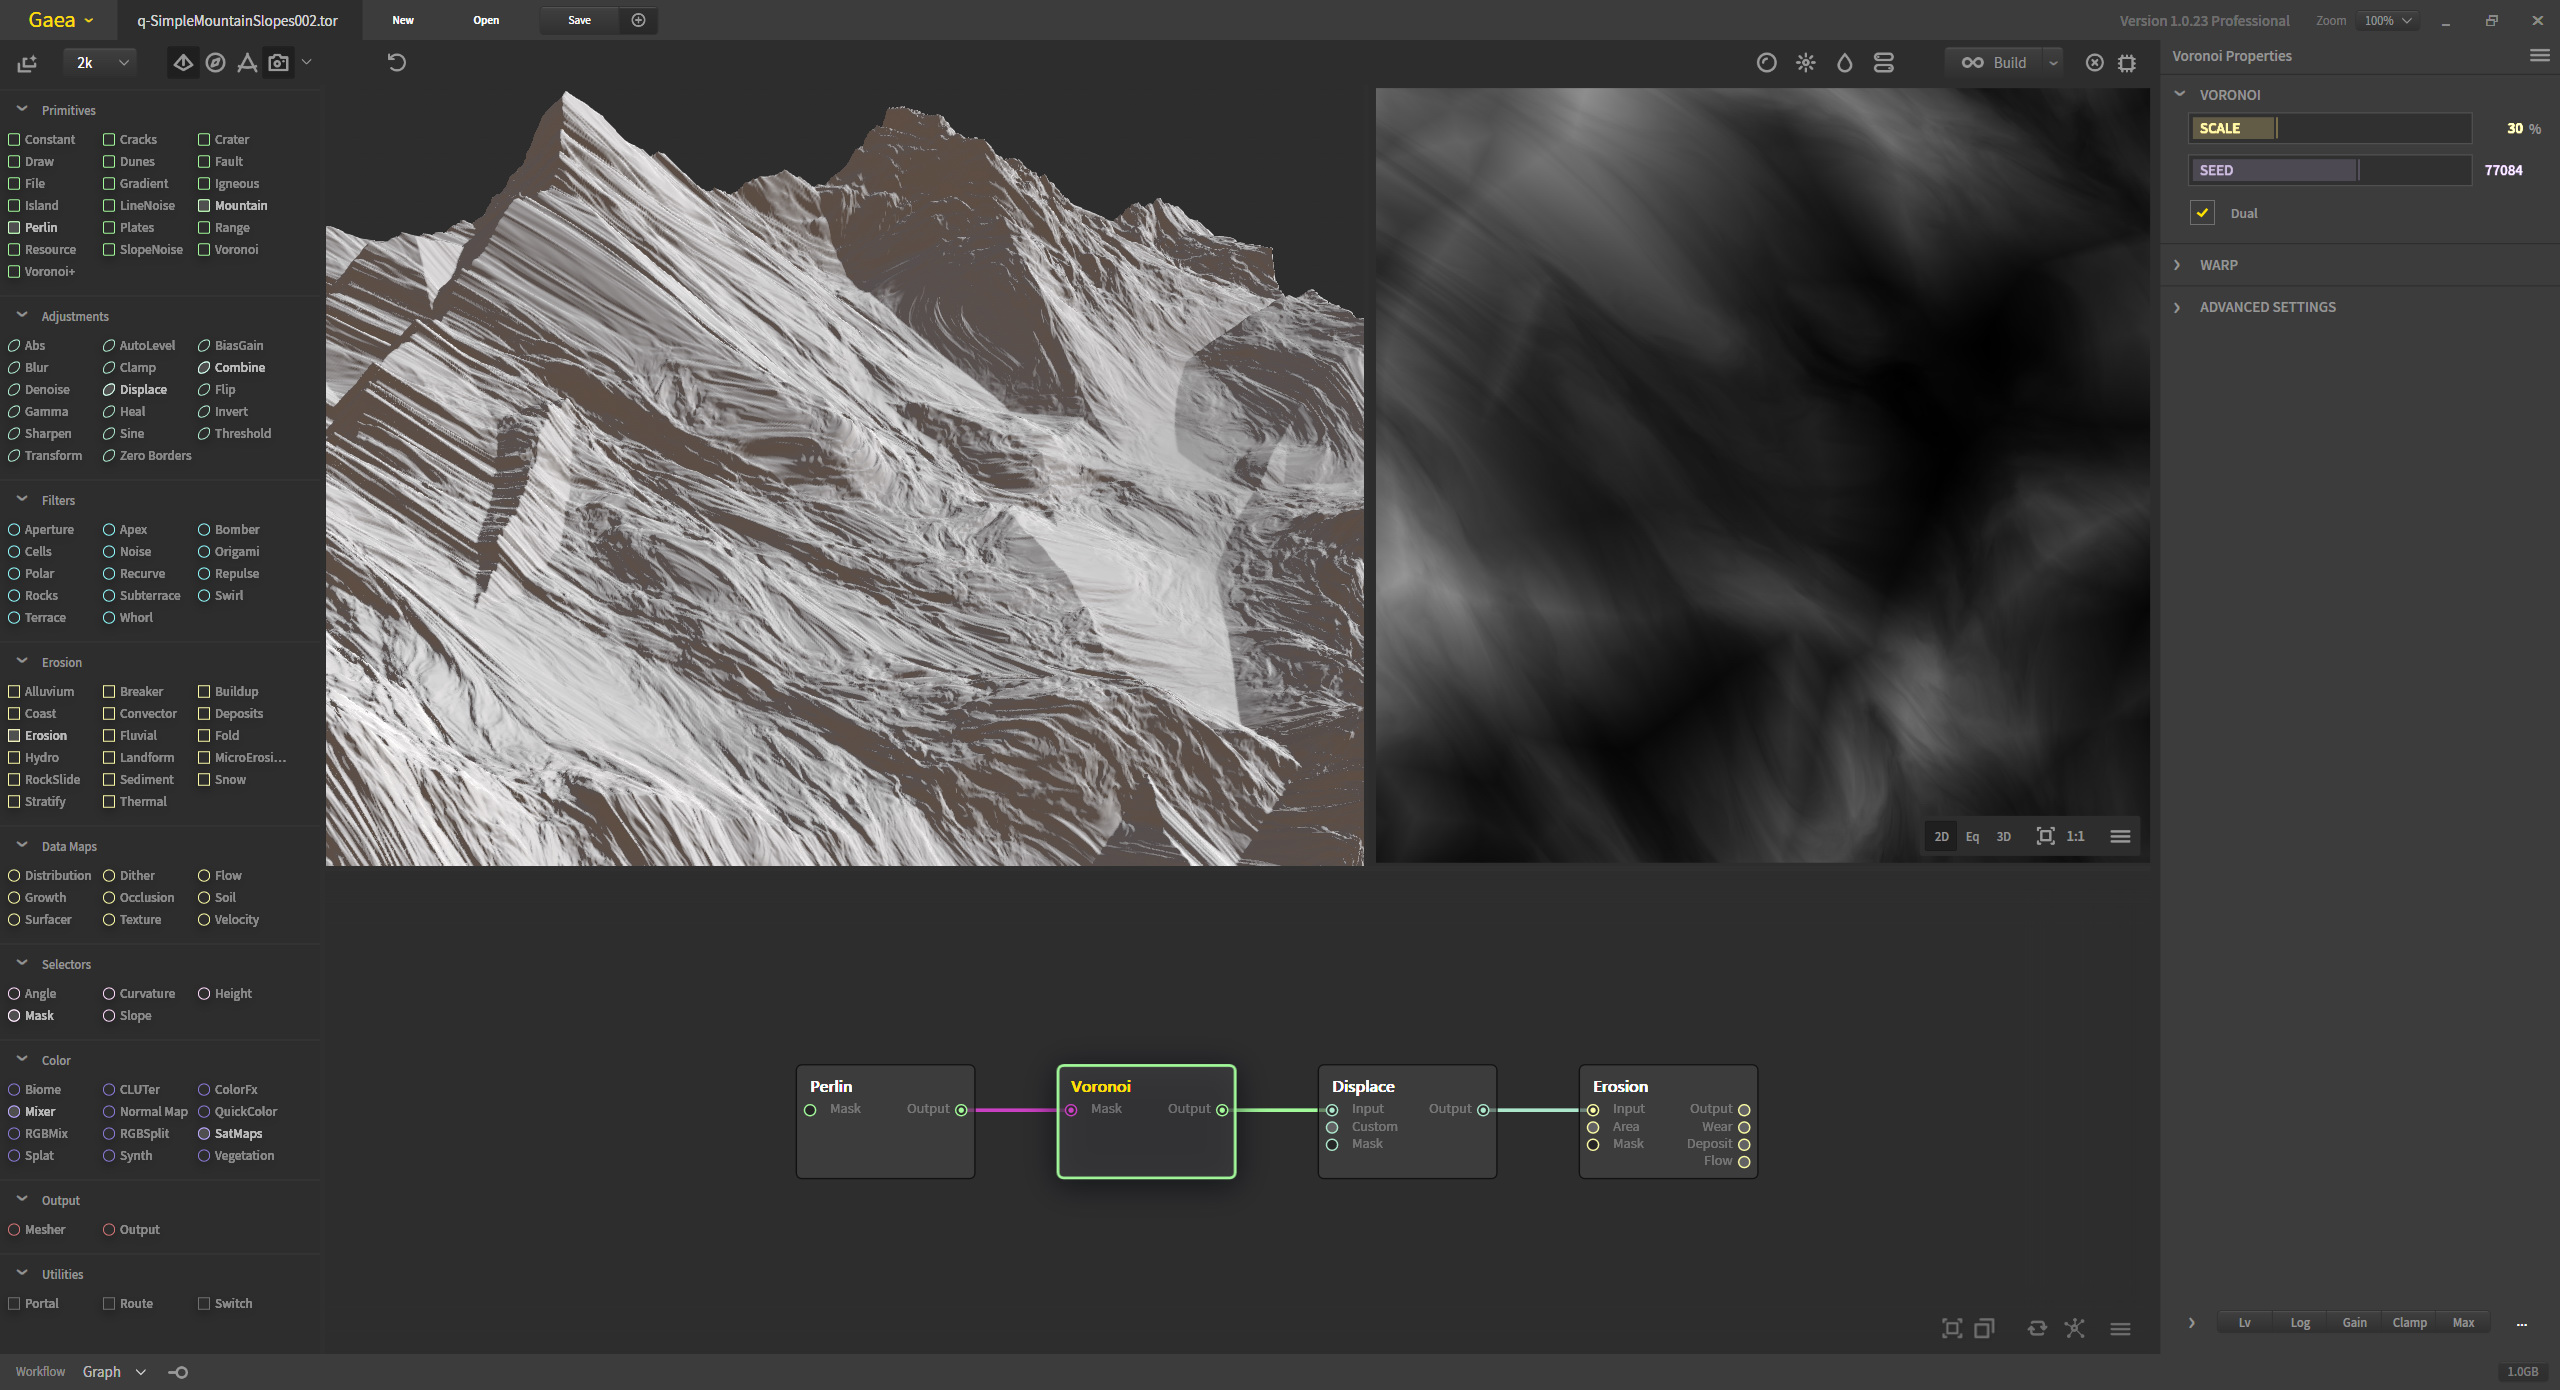 Gaea
q-SimpleMountainSlopes002.tor
New
Open
Save
Version 1.0.23 Professional
Zoom
100%
2k
Build
Primitives
Constant Cracks Crater
Draw Dunes Fault
File Gradient Igneous
Island LineNoise Mountain
Perlin Plates Range
Resource SlopeNoise Voronoi
Voronoi+
Adjustments
Abs AutoLevel BiasGain
Blur Clamp Combine
Denoise Displace Flip
Gamma Heal Invert
Sharpen Sine Threshold
Transform Zero Borders
Filters
Aperture Apex Bomber
Cells Noise Origami
Polar Recurve Repulse
Rocks Subterrace Swirl
Terrace Whorl
Erosion
Alluvium Breaker Buildup
Coast Convector Deposits
Erosion Fluvial Fold
Hydro Landform MicroErosi...
RockSlide Sediment Snow
Stratify Thermal
Data Maps
Distribution Dither Flow
Growth Occlusion Soil
Surfacer Texture Velocity
Selectors
Angle Curvature Height
Mask Slope
Color
Biome CLUTer ColorFx
Mixer Normal Map QuickColor
RGBMix RGBSplit SatMaps
Splat Synth Vegetation
Output
Mesher Output
Utilities
Portal Route Switch
2D Eq 3D 1:1
Perlin
Mask Output
Voronoi
Mask Output
Displace
Input Output
Custom
Mask
Erosion
Input Output
Area Wear
Mask Deposit
Flow
Voronoi Properties
VORONOI
SCALE 30 %
SEED 77084
Dual
WARP
ADVANCED SETTINGS
Lv Log Gain Clamp Max ...
Workflow Graph
1.0GB